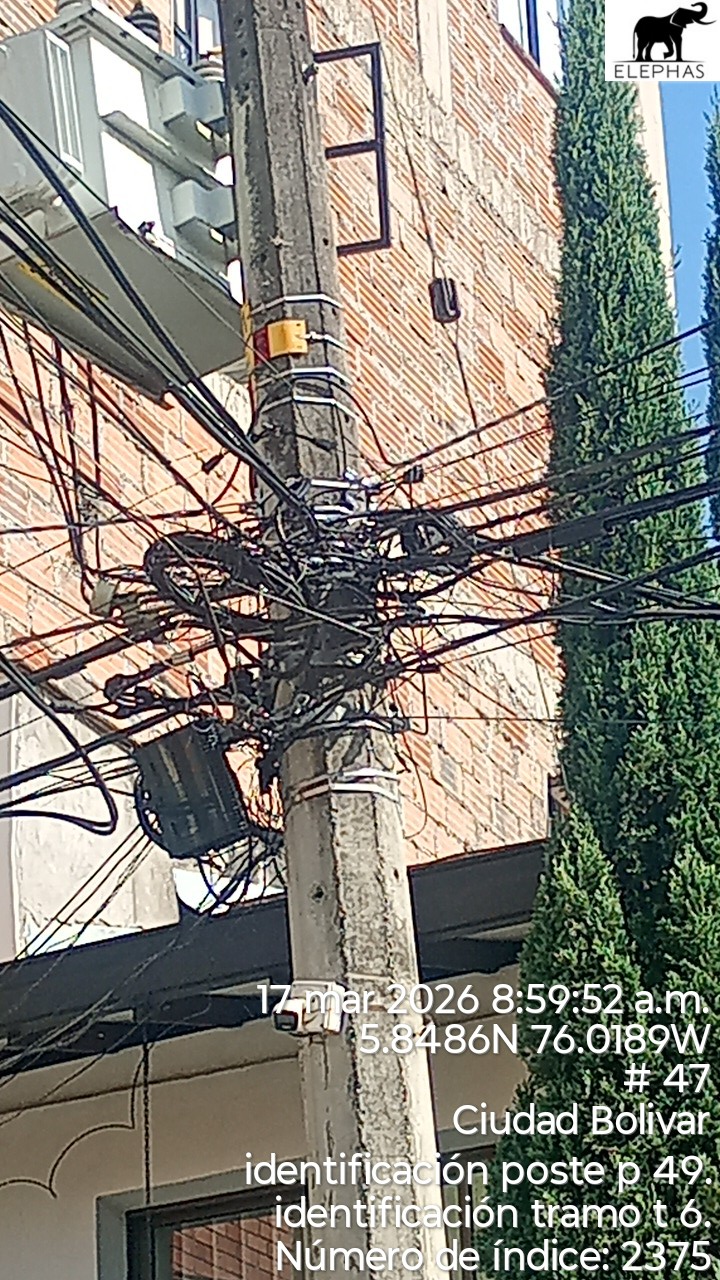 ELEPHAS
17 mar 2026 8:59:52 a.m.
5.8486N 76.0189W
# 47
Ciudad Bolivar
identificación poste p 49.
identificación tramo t 6.
Número de índice: 2375